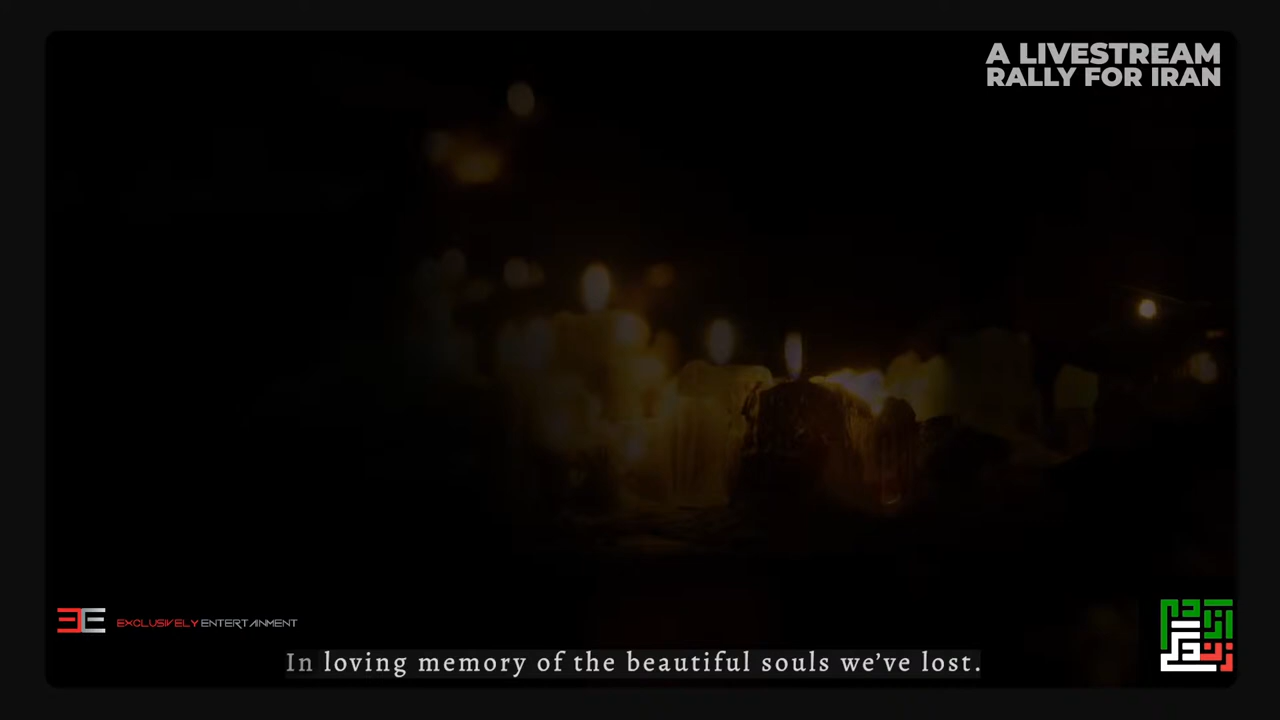 A LIVESTREAM
RALLY FOR IRAN
EXCLUSIVELY ENTERTAINMENT
In loving memory of the beautiful souls we’ve lost.